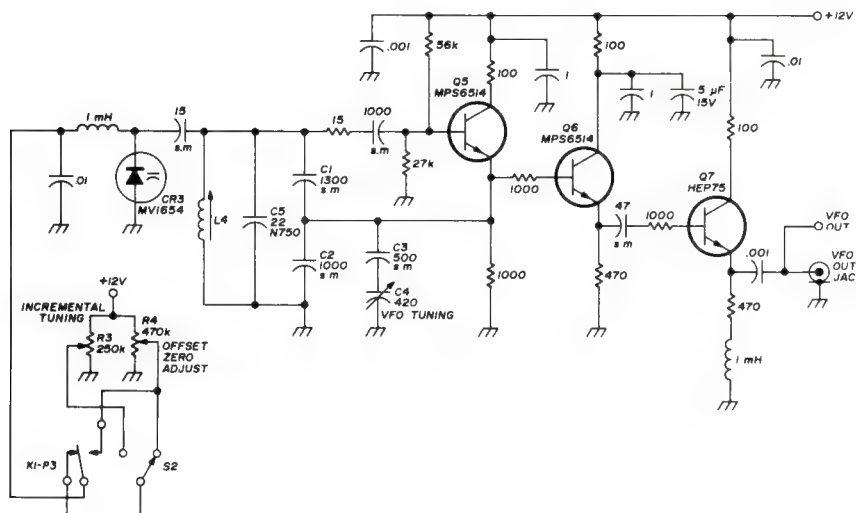 +12V
.001
56k
100
1
Q5
MPS6514
100
1
5 µF
15V
.01
Q6
MPS6514
100
Q7
HEP75
1 mH
15
s.m
15
1000
s.m
27k
.01
CR3
MV1654
L4
C5
22
N750
C1
1300
s m
C2
1000
s m
C3
500
s m
C4
420
VFO TUNING
1000
1000
47
s m
1000
470
.001
VFO
OUT
VFO
OUT
JAC
470
1 mH
+12V
INCREMENTAL
TUNING
R3
250k
R4
470k
OFFSET
ZERO
ADJUST
K1-P3
S2